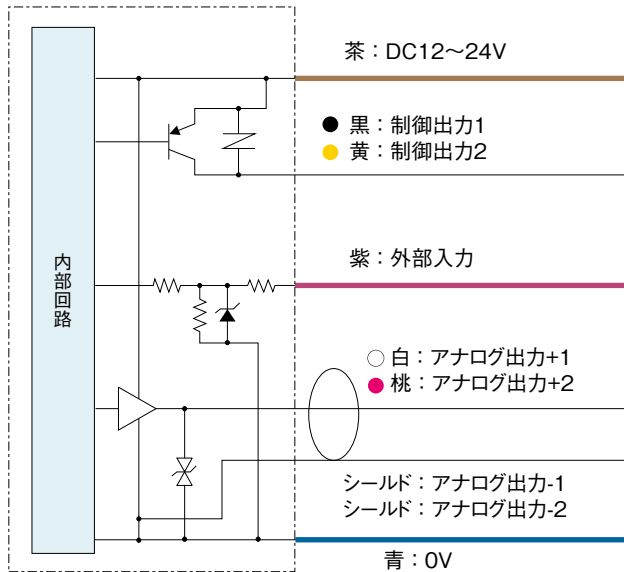 茶：DC12～24V
● 黒：制御出力1
● 黄：制御出力2
内部回路
紫：外部入力
○ 白：アナログ出力+1
● 桃：アナログ出力+2
シールド：アナログ出力-1
シールド：アナログ出力-2
青：0V